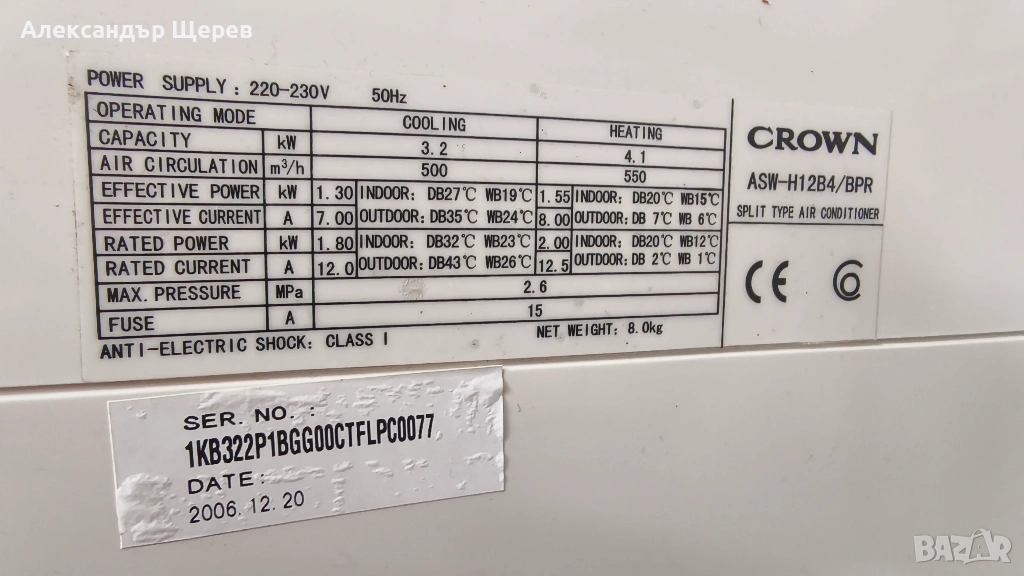 Александър Щерев
POWER SUPPLY: 220-230V 50Hz
OPERATING MODE COOLING HEATING
CAPACITY kW 3.2 4.1
AIR CIRCULATION m³/h 500 550
EFFECTIVE POWER kW 1.30 INDOOR: DB27℃ WB19℃ 1.55 INDOOR: DB20℃ WB15℃
EFFECTIVE CURRENT A 7.00 OUTDOOR: DB35℃ WB24℃ 8.00 OUTDOOR: DB 7℃ WB 6℃
RATED POWER kW 1.80 INDOOR: DB32℃ WB23℃ 2.00 INDOOR: DB20℃ WB12℃
RATED CURRENT A 12.0 OUTDOOR: DB43℃ WB26℃ 12.5 OUTDOOR: DB 2℃ WB 1℃
MAX. PRESSURE MPa 2.6
FUSE A 15
ANTI-ELECTRIC SHOCK: CLASS I NET WEIGHT: 8.0kg
CROWN
ASW-H12B4/BPR
SPLIT TYPE AIR CONDITIONER
CE
SER. NO.:
1KB322P1BGG00CTFLPC0077
DATE:
2006.12.20
BAZAR